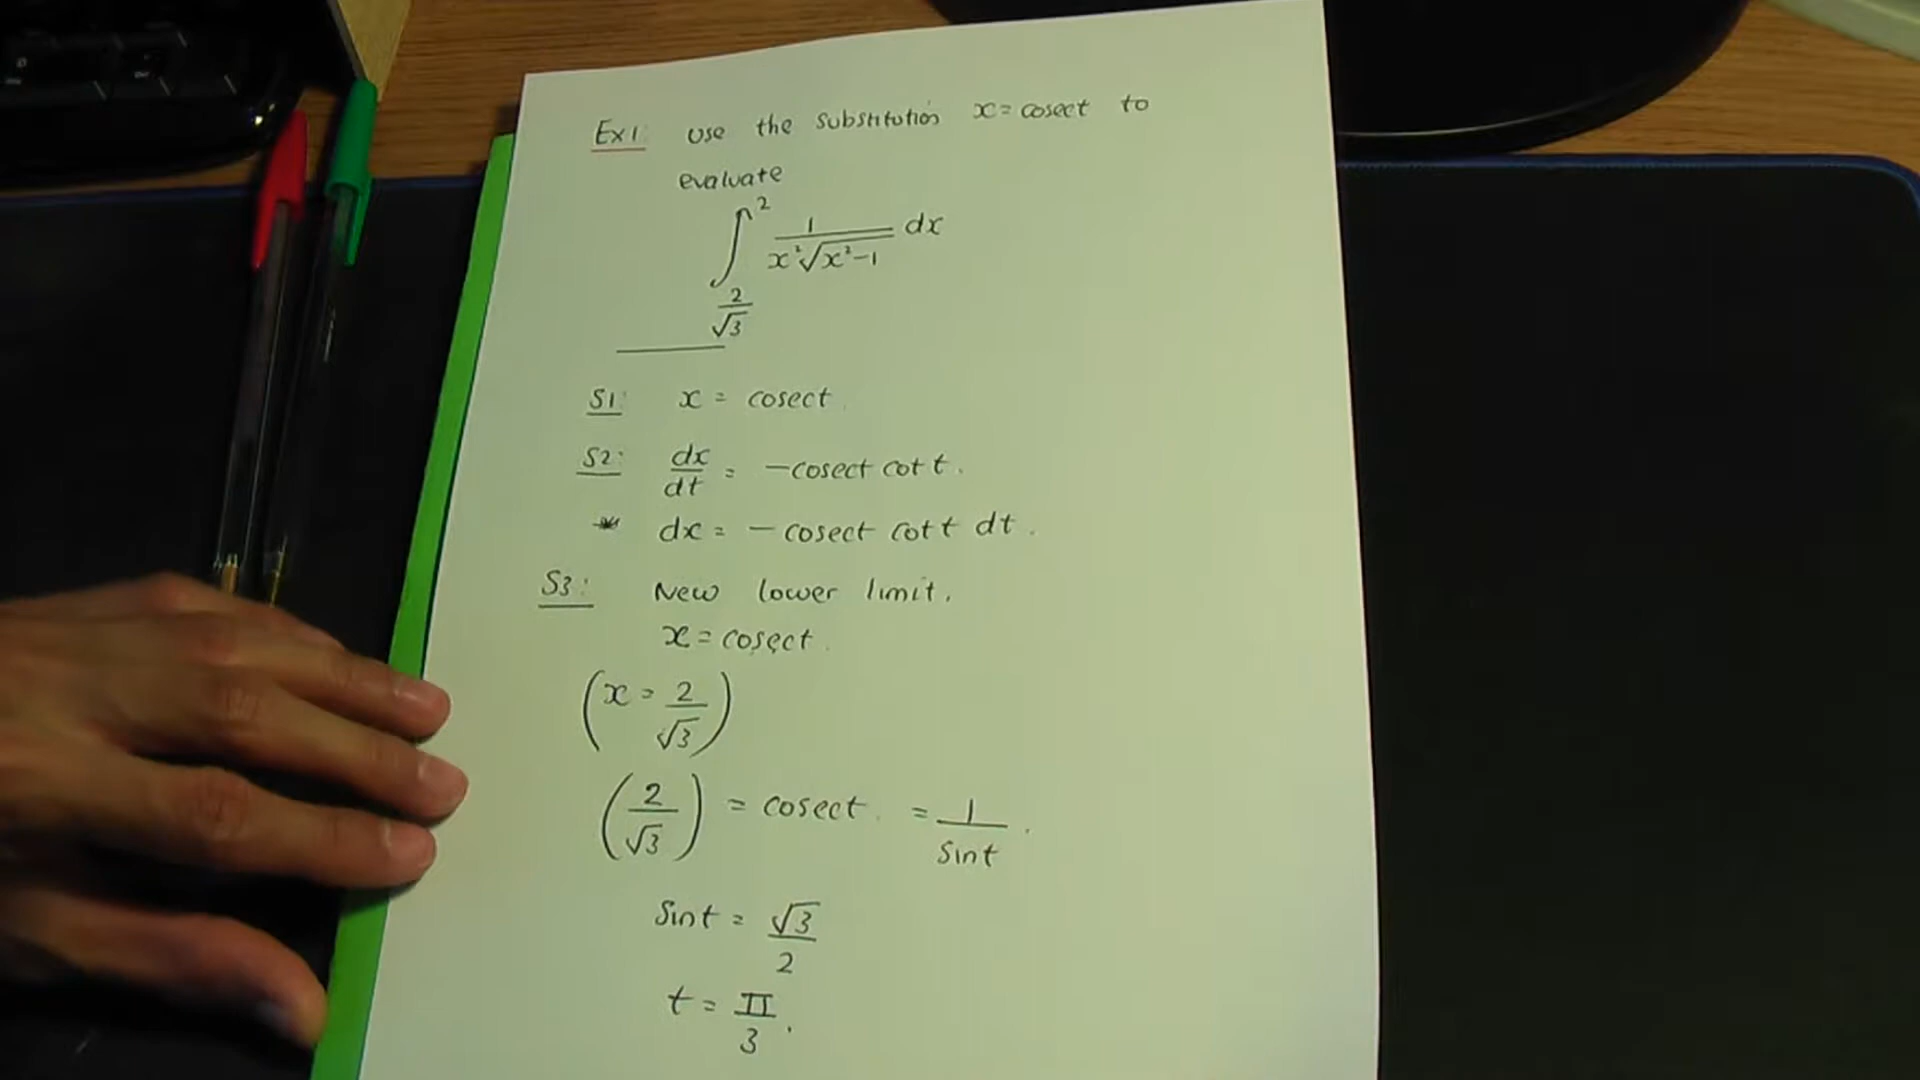 Ex1: use the substitution x = cosect to
evaluate
∫_{2/√3}^{2} 1/(x²√(x²-1)) dx
S1: x = cosect.
S2: dx/dt = -cosect cot t.
* dx = - cosect cot t dt.
S3: New lower limit.
x = cosect.
(x = 2/√3)
(2/√3) = cosect. = 1/sint.
sint = √3/2
t = π/3.